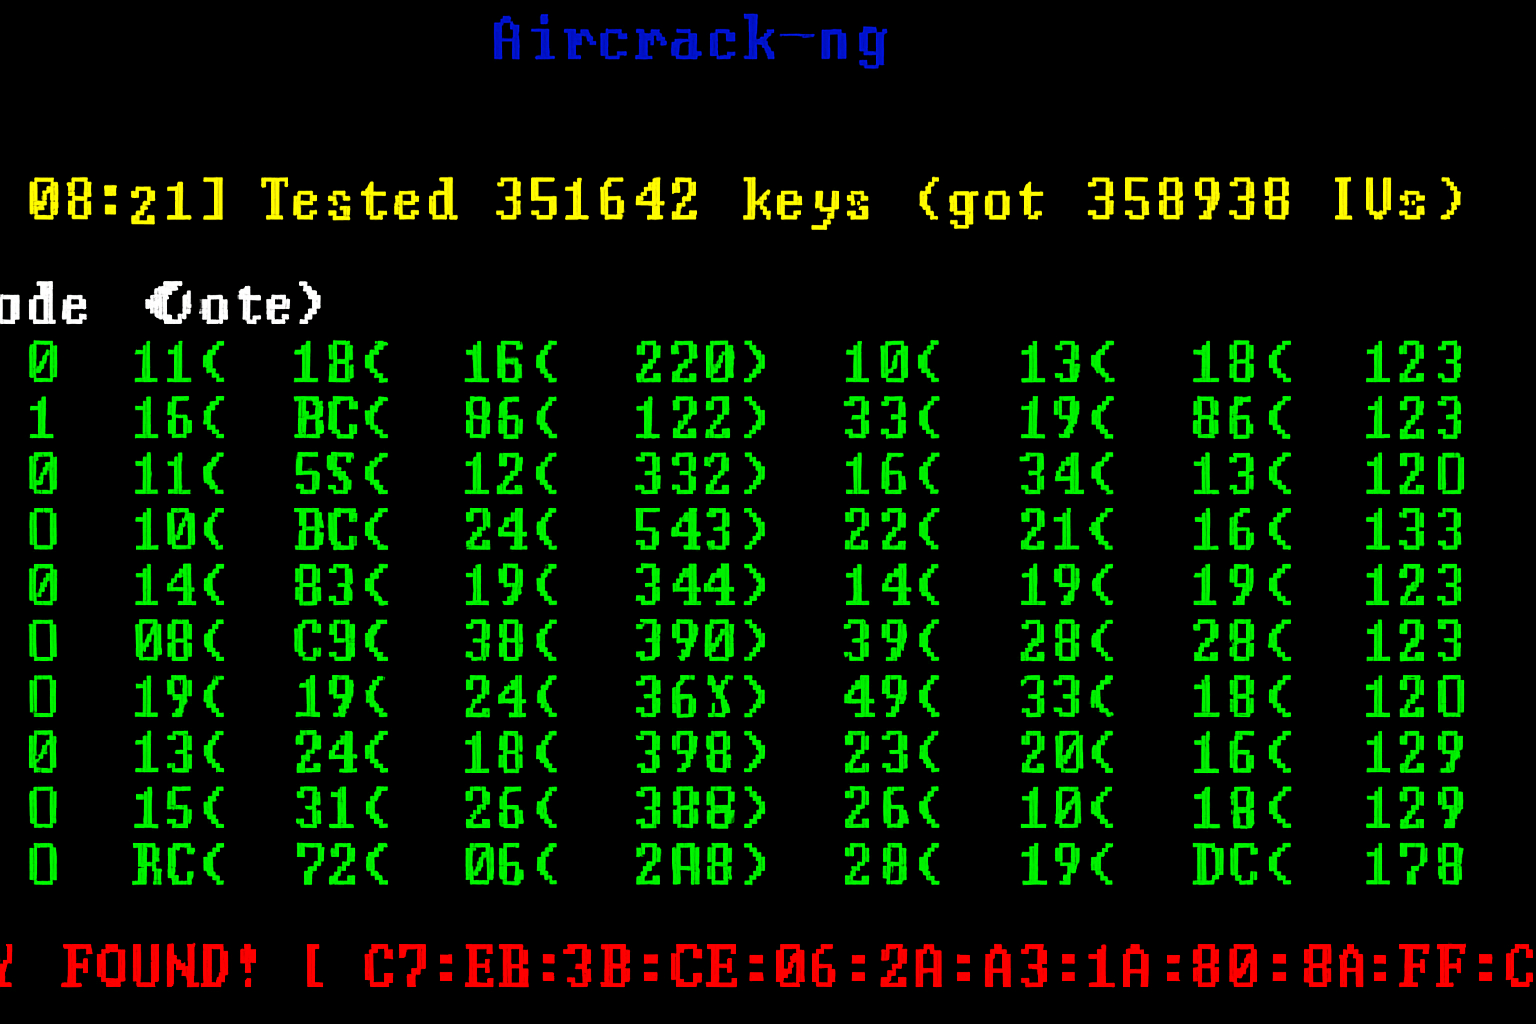 Aircrack-ng
08:21] Tested 351642 keys (got 358938 IVs)
ode (Vote)
0 11( 18( 16( 220) 10( 13( 18( 123
1 16( BC( 86( 122) 33( 19( 86( 123
0 11( 5S( 12( 332) 16( 34( 13( 120
0 10( BC( 24( 543) 22( 21( 16( 133
0 14( 83( 19( 344) 14( 19( 19( 123
0 08( C9( 38( 390) 39( 28( 28( 123
0 19( 19( 24( 49( 33( 18( 120
0 13( 24( 18( 398) 23( 20( 16( 129
0 15( 31( 26( 388) 26( 10( 18( 129
0 RC( 72( 06( 2A8) 28( 19( DC( 178
Y FOUND! [ C7:EB:3B:CE:06:2A:A3:1A:80:8A:FF:C